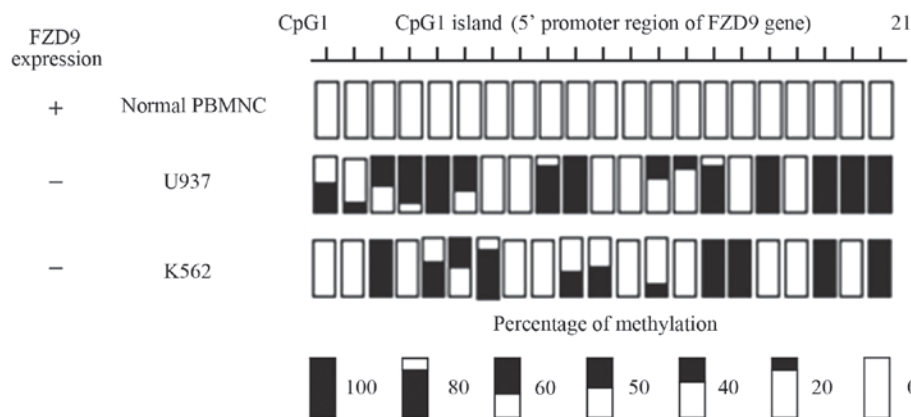 CpG1 CpG1 island (5' promoter region of FZD9 gene) 21
FZD9
expression
+ Normal PBMNC
− U937
− K562
Percentage of methylation
100 80 60 50 40 20 0